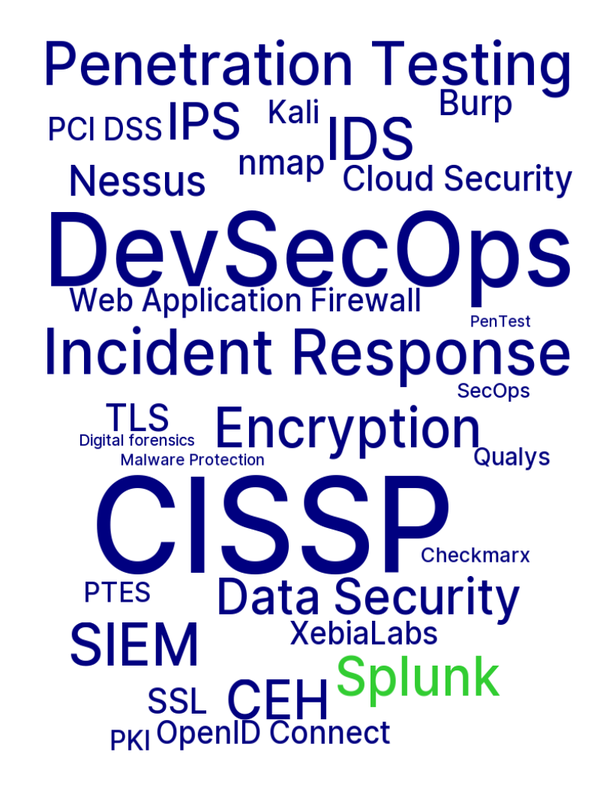 Penetration Testing
Burp
Kali
PCI DSS IPS
IDS
nmap
Nessus
Cloud Security
DevSecOps
Web Application Firewall
PenTest
Incident Response
SecOps
TLS
Encryption
Digital forensics
Qualys
Malware Protection
CISSP
Checkmarx
PTES
Data Security
XebiaLabs
SIEM
Splunk
SSL
CEH
OpenID Connect
PKI